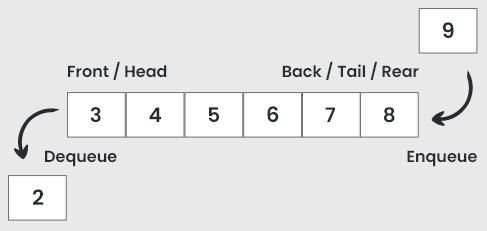 9
Front / Head
Back / Tail / Rear
3 4 5 6 7 8
Dequeue
Enqueue
2